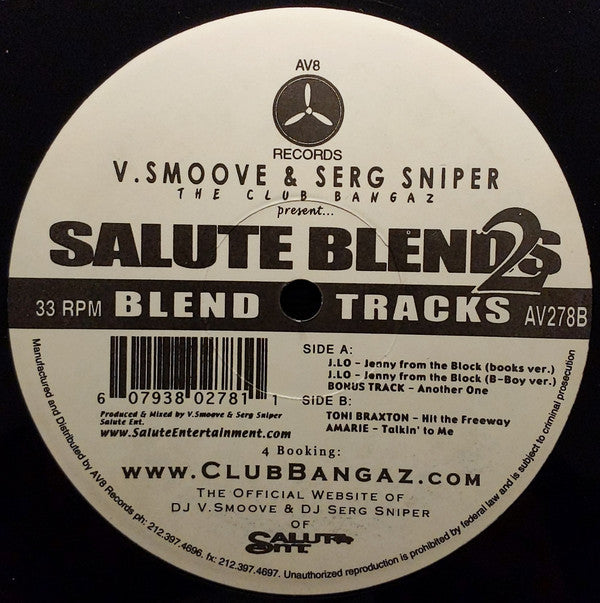 AV8
RECORDS
V.SMOOVE & SERG SNIPER
THE CLUB BANGAZ
present...
SALUTE BLENDS 2
33 RPM BLEND TRACKS AV278B
SIDE A:
J.LO - Jenny from the Block (books ver.)
J.LO - Jenny from the Block (B-Boy ver.)
BONUS TRACK - Another One
SIDE B:
TONI BRAXTON - Hit the Freeway
AMARIE - Talkin' to Me
6 07938 02781 1
Produced & Mixed by V.Smoove & Serg Sniper
Salute Ent.
www.SaluteEntertainment.com
4 Booking:
WWW.CLUBBANGAZ.COM
THE OFFICIAL WEBSITE OF
DJ V.SMOOVE & DJ SERG SNIPER
OF
SALUTE
ENT.
Manufactured and Distributed by AV8 Records ph: 212.397.4696. fx: 212.397.4697. Unauthorized reproduction is prohibited by federal law and is subject to criminal prosecution